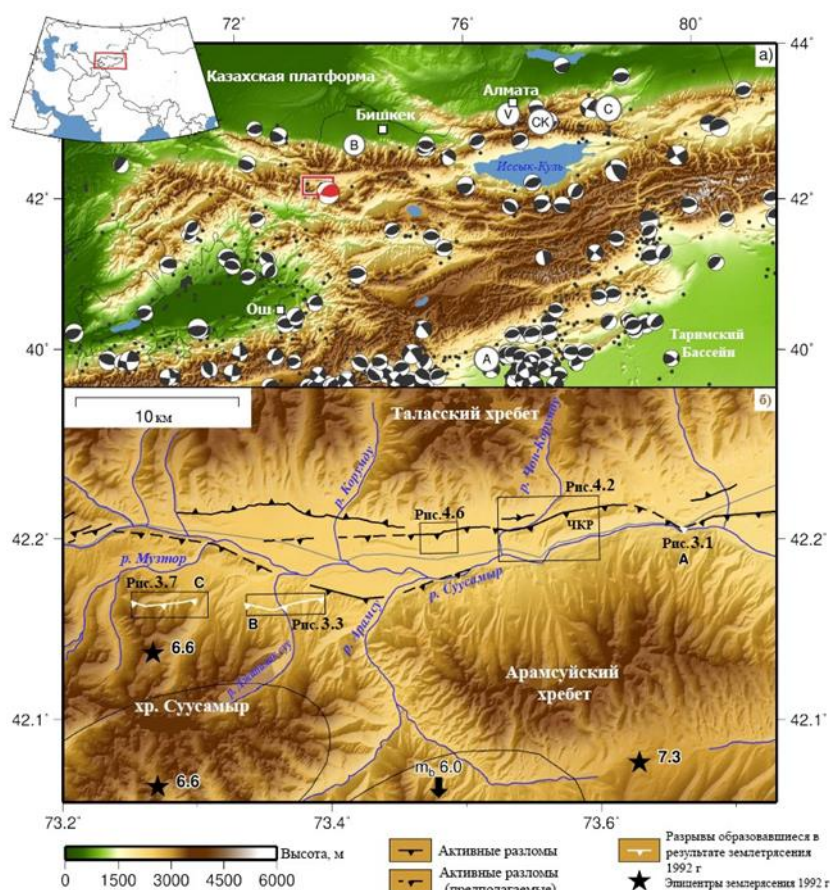 72°
76°
80°
44°
а)
Казахская платформа
Алмата
Бишкек
V
СК
С
В
Иссык-Куль
42°
42°
Ош
40°
40°
А
Таримский
Бассейн
10 км
б)
Таласский хребет
р. Корумду
р. Чон-Корумду
Рис.4.2
Рис.4.6
ЧКР
42.2°
42.2°
р. Музтор
Рис.3.1
А
Рис.3.7
С
В
Рис.3.3
р. Суусамыр
р. Арамсу
6.6
хр. Суусамыр
Арамсуйский
хребет
42.1°
42.1°
7.3
6.6
mb 6.0
73.2°
73.4°
73.6°
Высота, м
0 1500 3000 4500 6000
Активные разломы
Активные разломы
(предполагаемые)
Разрывы образовавшиеся в
результате землетрясения
1992 г
Эпицентры землерясения 1992 г